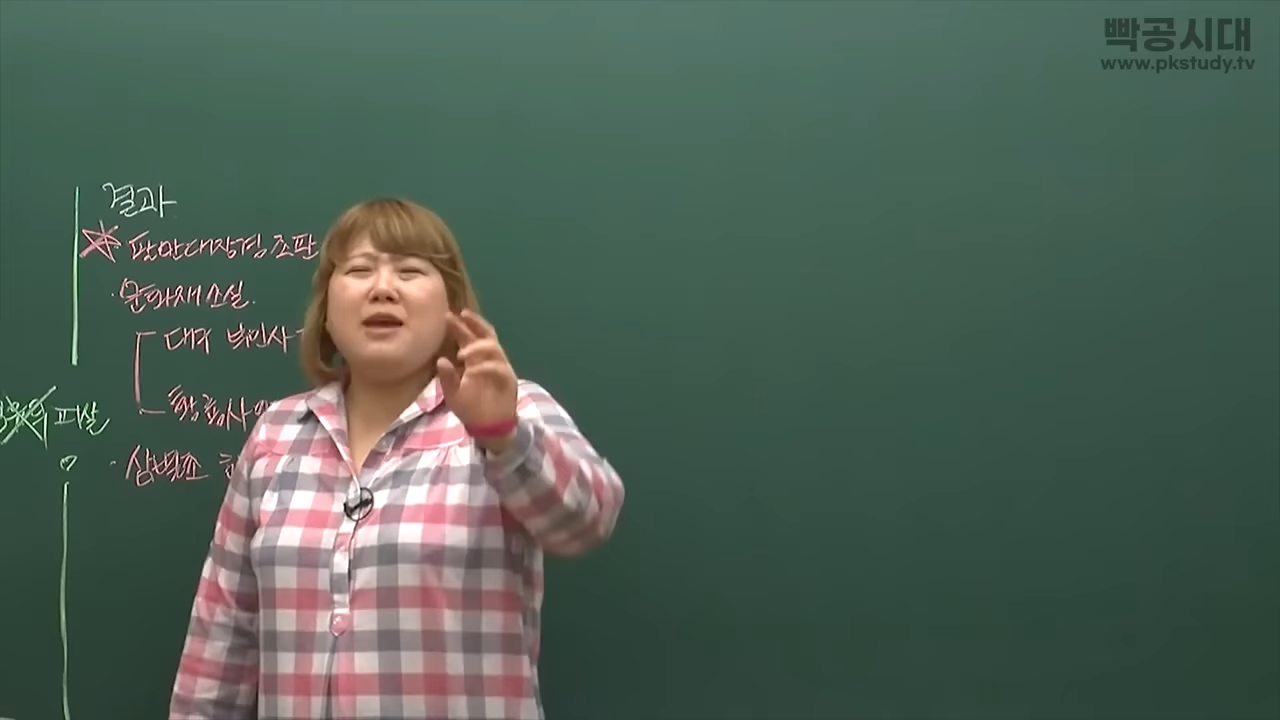 빡공시대
www.pkstudy.tv
결과
팔만대장경 조판
문화재 소실
대구 부인사
황룡사
피살
삼별초